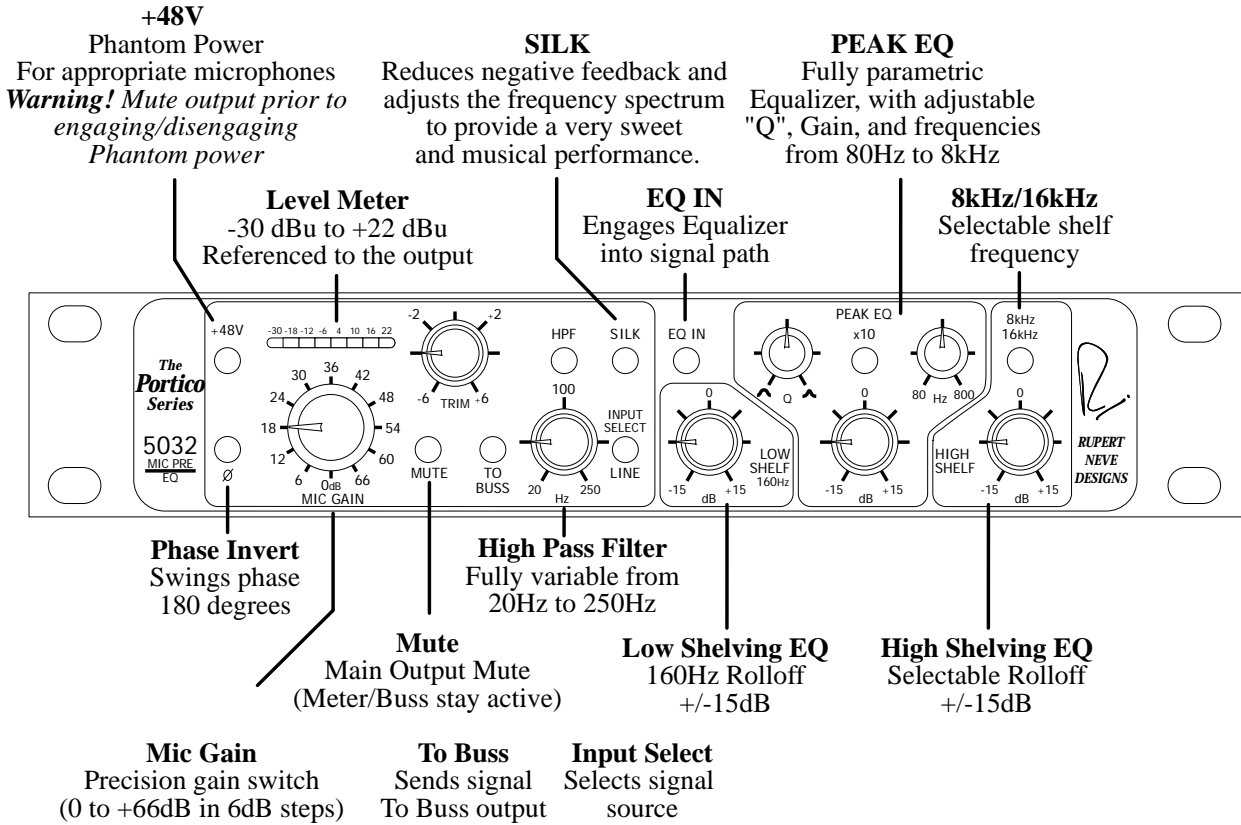 +48V
Phantom Power
For appropriate microphones
Warning! Mute output prior to
engaging/disengaging
Phantom power
SILK
Reduces negative feedback and
adjusts the frequency spectrum
to provide a very sweet
and musical performance.
PEAK EQ
Fully parametric
Equalizer, with adjustable
"Q", Gain, and frequencies
from 80Hz to 8kHz
Level Meter
-30 dBu to +22 dBu
Referenced to the output
EQ IN
Engages Equalizer
into signal path
8kHz/16kHz
Selectable shelf
frequency
The
Portico
Series
5032
MIC PRE
EQ
+48V
Ø
-30 -18 -12 -6 4 10 16 22
0dB
6
12
18
24
30
36
42
48
54
60
66
MIC GAIN
-2
+2
-6 TRIM +6
MUTE
TO
BUSS
HPF
SILK
100
20
250
Hz
INPUT
SELECT
LINE
EQ IN
0
LOW
SHELF
160Hz
-15
+15
dB
PEAK EQ
x10
Q
80 Hz 800
0
-15
+15
dB
8kHz
16kHz
0
HIGH
SHELF
-15
+15
dB
R.
RUPERT
NEVE
DESIGNS
Phase Invert
Swings phase
180 degrees
High Pass Filter
Fully variable from
20Hz to 250Hz
Mute
Main Output Mute
(Meter/Buss stay active)
Low Shelving EQ
160Hz Rolloff
+/-15dB
High Shelving EQ
Selectable Rolloff
+/-15dB
Mic Gain
Precision gain switch
(0 to +66dB in 6dB steps)
To Buss
Sends signal
To Buss output
Input Select
Selects signal
source